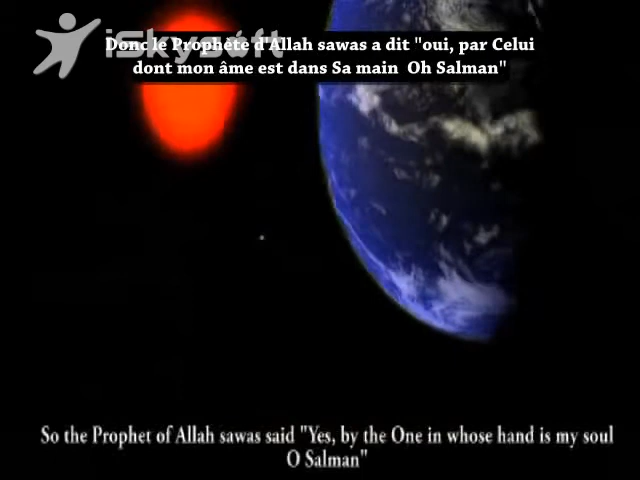 iSkysoft
Donc le Prophète d'Allah sawas a dit "oui, par Celui
dont mon âme est dans Sa main Oh Salman"
So the Prophet of Allah sawas said "Yes, by the One in whose hand is my soul
O Salman"